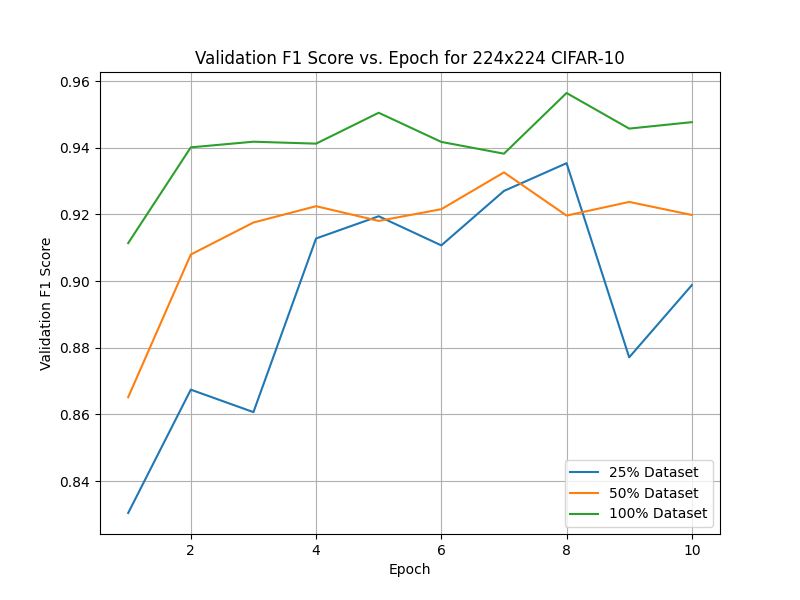 Validation F1 Score vs. Epoch for 224x224 CIFAR-10
0.96
0.94
0.92
0.90
0.88
0.86
0.84
Validation F1 Score
25% Dataset
50% Dataset
100% Dataset
2
4
6
8
10
Epoch